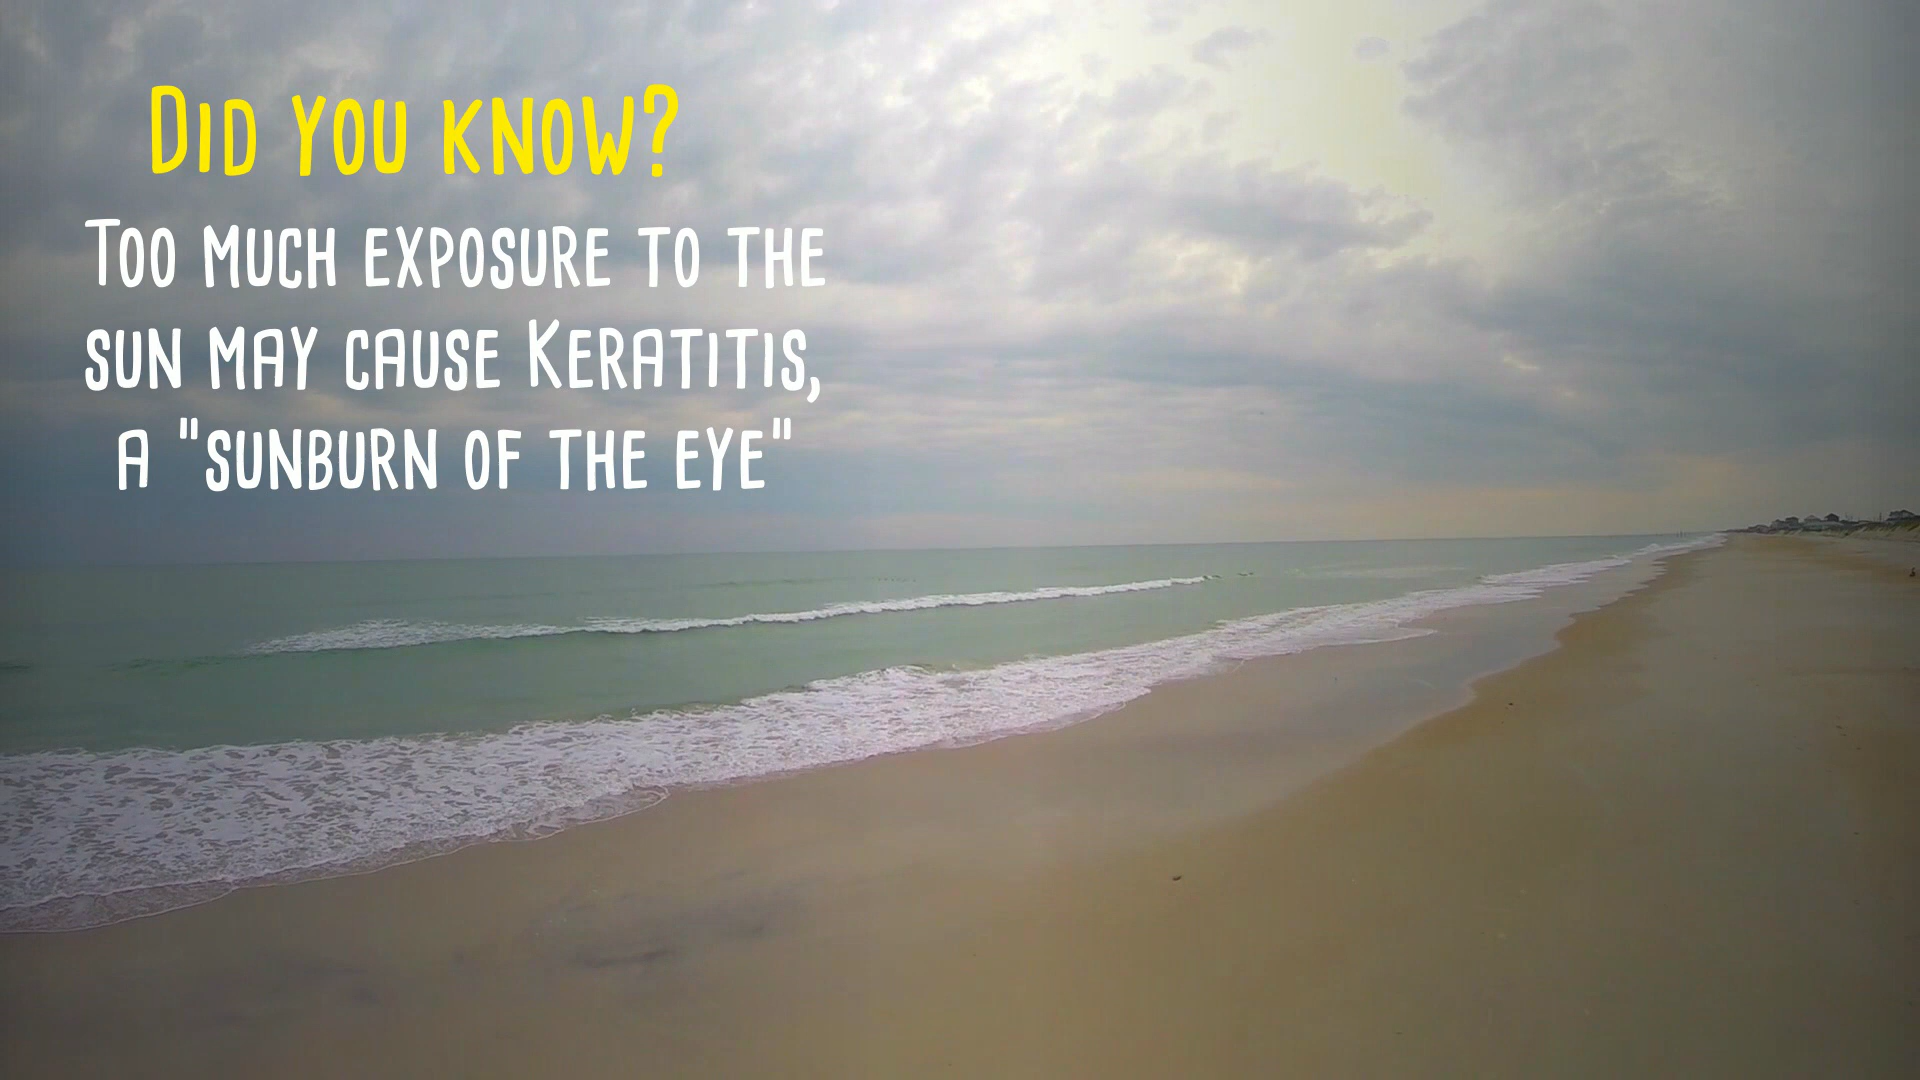 Did you know?
Too much exposure to the
sun may cause Keratitis,
a "sunburn of the eye"